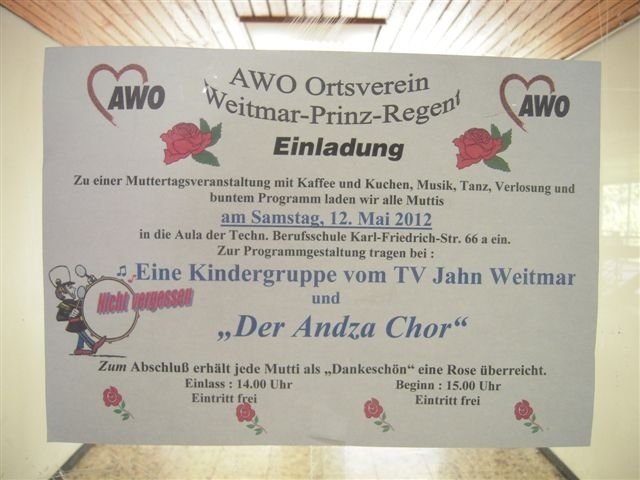 AWO
AWO Ortsverein
Weitmar-Prinz-Regent
AWO
Einladung
Zu einer Muttertagsveranstaltung mit Kaffee und Kuchen, Musik, Tanz, Verlosung und
buntem Programm laden wir alle Muttis
am Samstag, 12. Mai 2012
in die Aula der Techn. Berufsschule Karl-Friedrich-Str. 66 a ein.
Zur Programmgestaltung tragen bei :
Eine Kindergruppe vom TV Jahn Weitmar
Nicht vergessen
und
„Der Andza Chor“
Zum Abschluß erhält jede Mutti als „Dankeschön“ eine Rose überreicht.
Einlass : 14.00 Uhr Beginn : 15.00 Uhr
Eintritt frei Eintritt frei